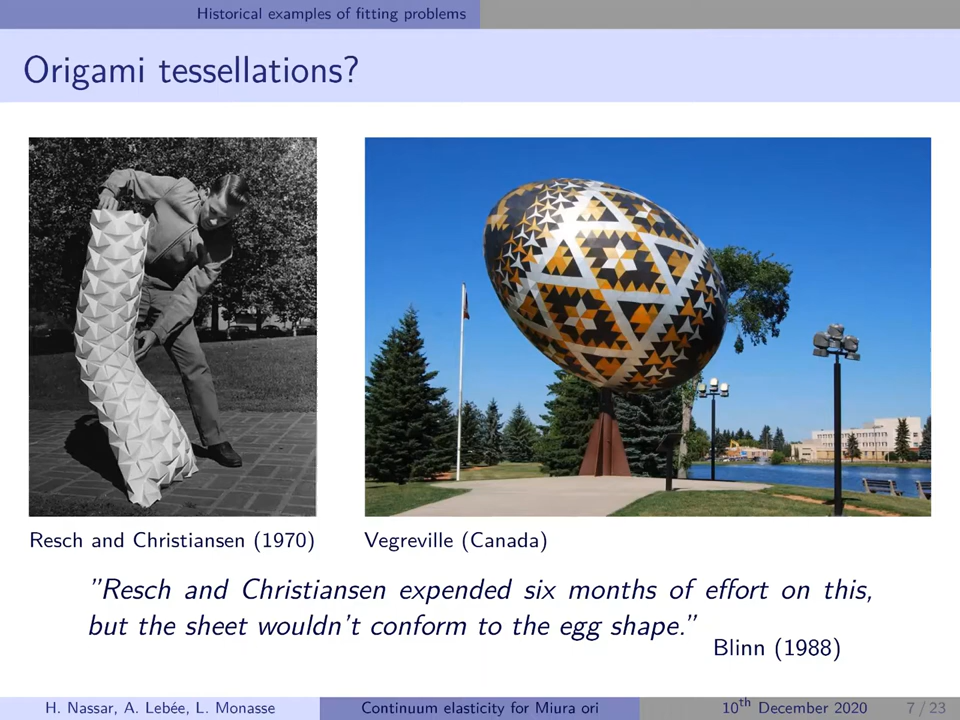 Historical examples of fitting problems
Origami tessellations?
Resch and Christiansen (1970)
Vegreville (Canada)
”Resch and Christiansen expended six months of effort on this,
but the sheet wouldn’t conform to the egg shape.”
Blinn (1988)
H. Nassar, A. Lebée, L. Monasse
Continuum elasticity for Miura ori
10th December 2020
7 / 23